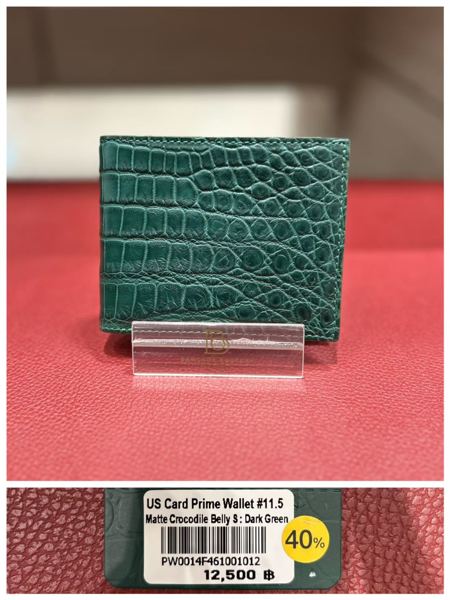 US Card Prime Wallet #11.5
Matte Crocodile Belly S : Dark Green
40%
PW0014F461001012
12,500 ฿